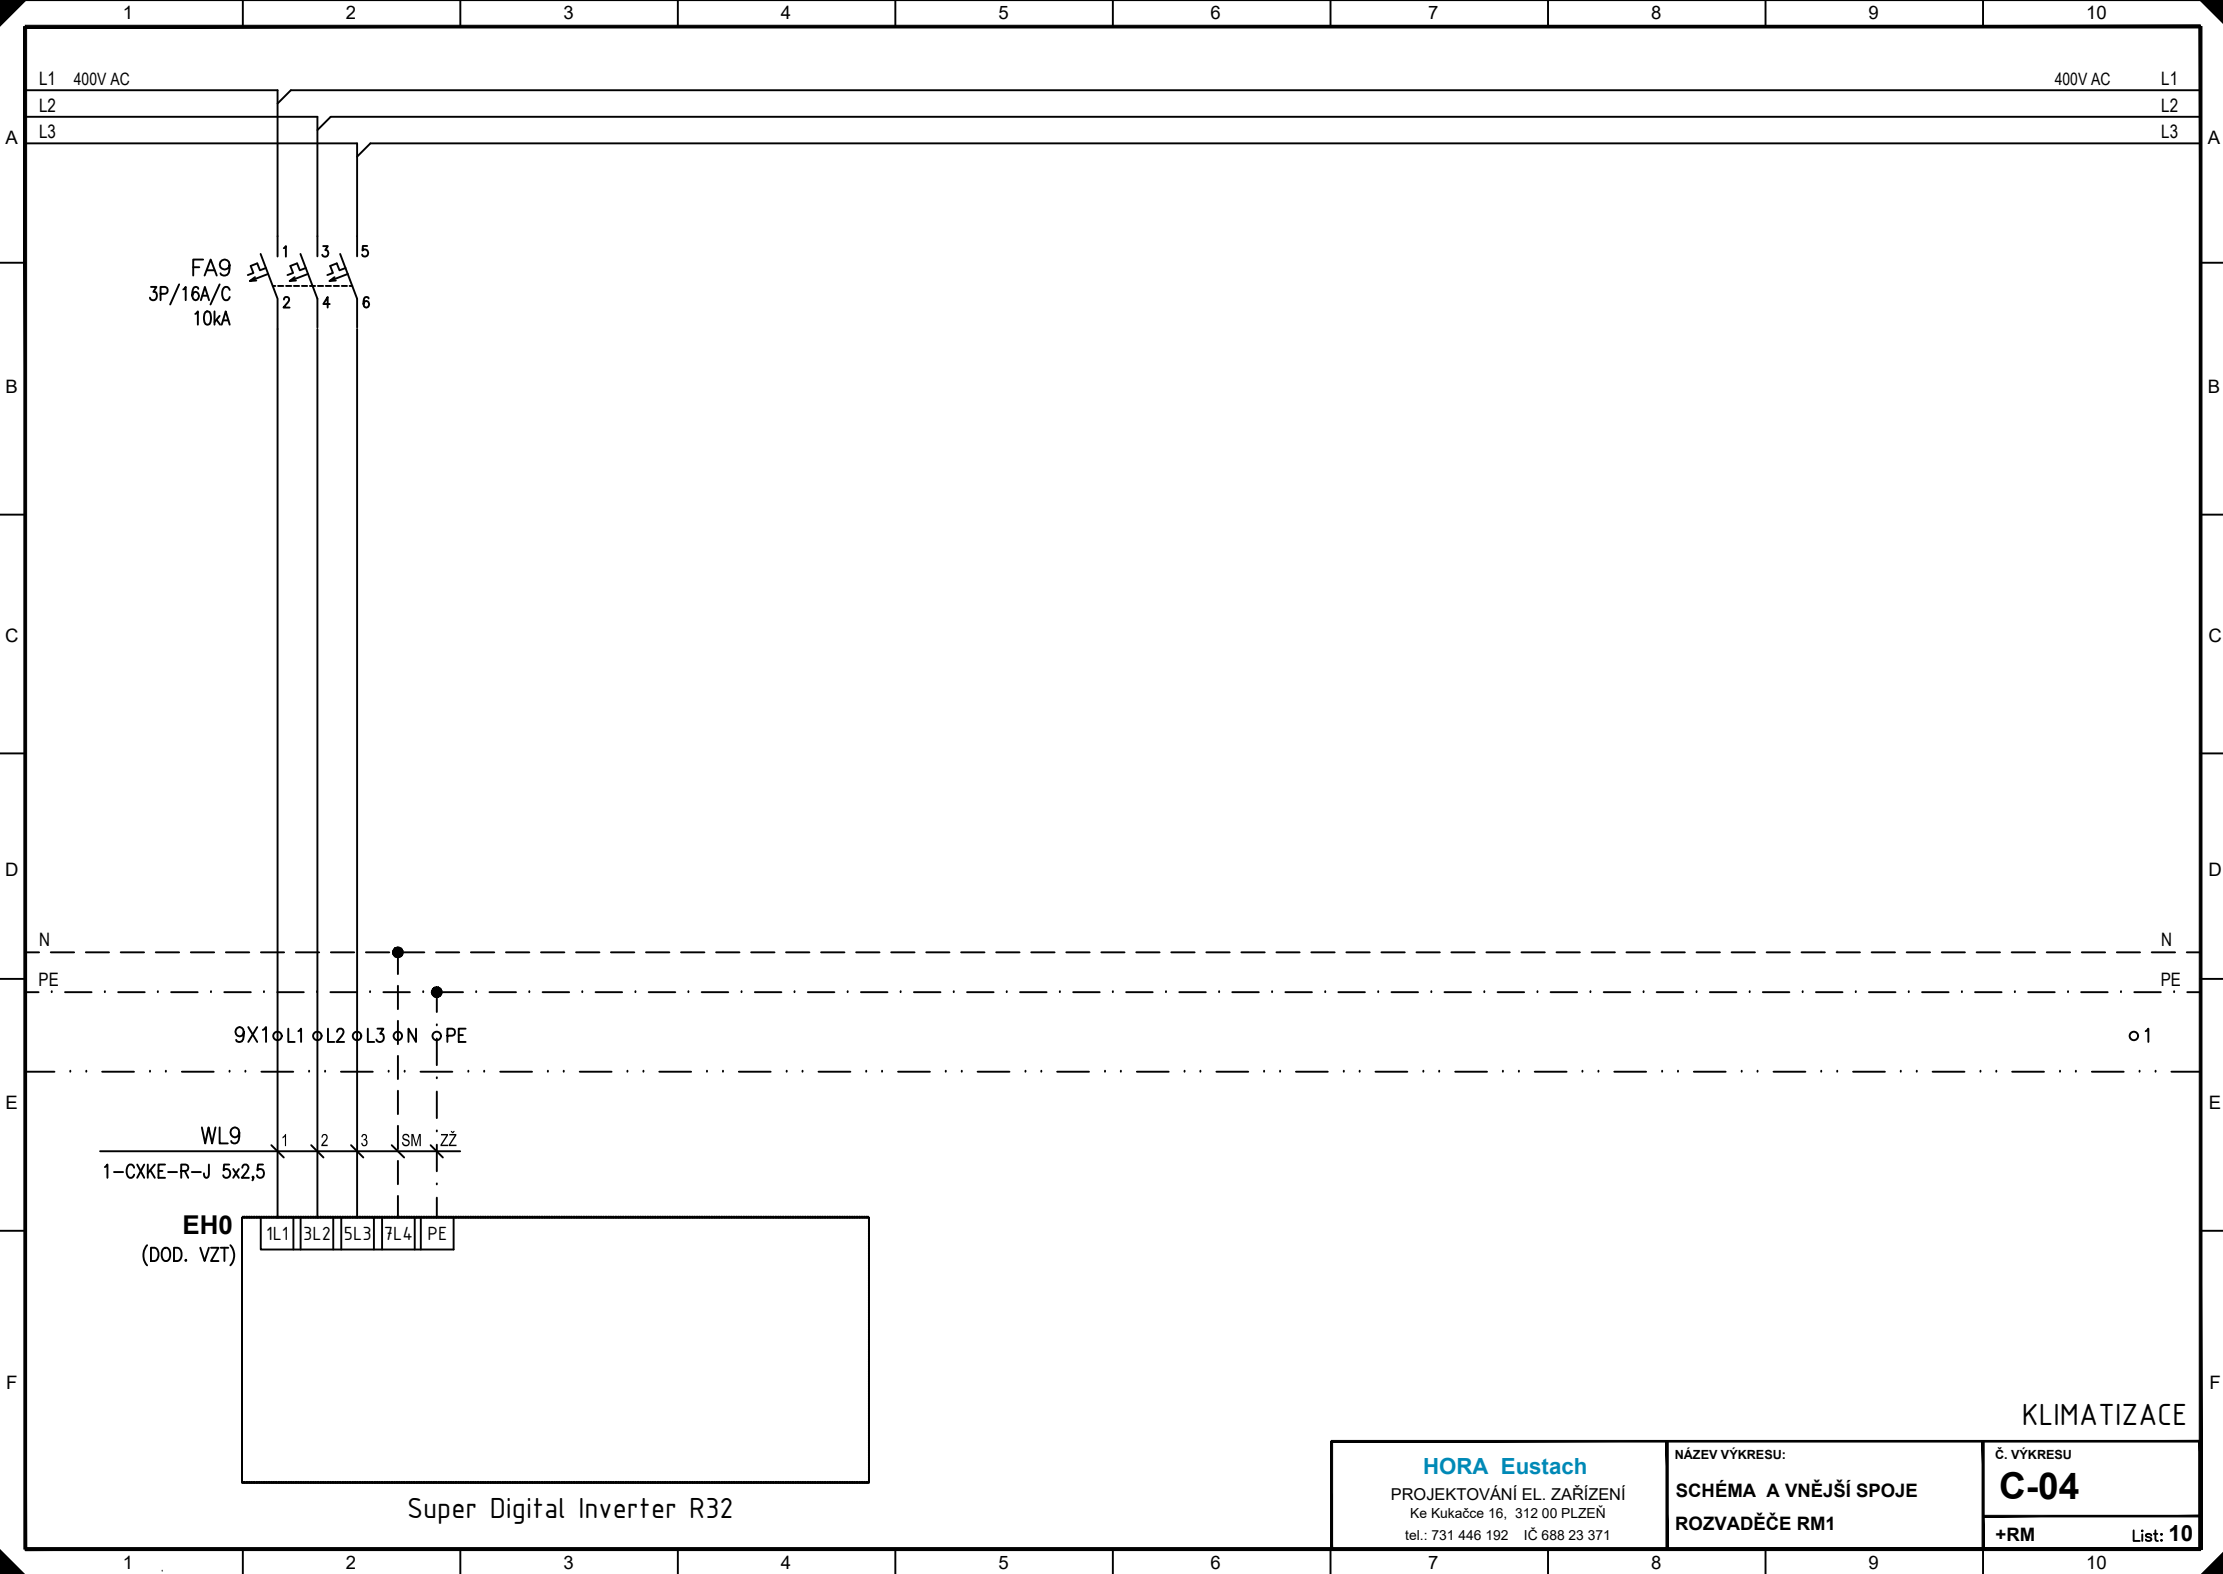 1 2 3 4 5 6 7 8 9 10
L1 400V AC 400V AC L1
L2 L2
L3 L3
A A
1 3 5
FA9
3P/16A/C
2 4 6
10kA
B B
C C
D D
N N
PE PE
9X1 L1 L2 L3 N PE 1
E E
WL9 1 2 3 SM ZŽ
1-CXKE-R-J 5x2,5
EH0 1L1 3L2 5L3 7L4 PE
(DOD. VZT)
F F
KLIMATIZACE
Super Digital Inverter R32
HORA Eustach
PROJEKTOVÁNÍ EL. ZAŘÍZENÍ
Ke Kukačce 16, 312 00 PLZEŇ
tel.: 731 446 192 IČ 688 23 371
NÁZEV VÝKRESU:
SCHÉMA A VNĚJŠÍ SPOJE
ROZVADĚČE RM1
Č. VÝKRESU
C-04
+RM List: 10
1 2 3 4 5 6 7 8 9 10